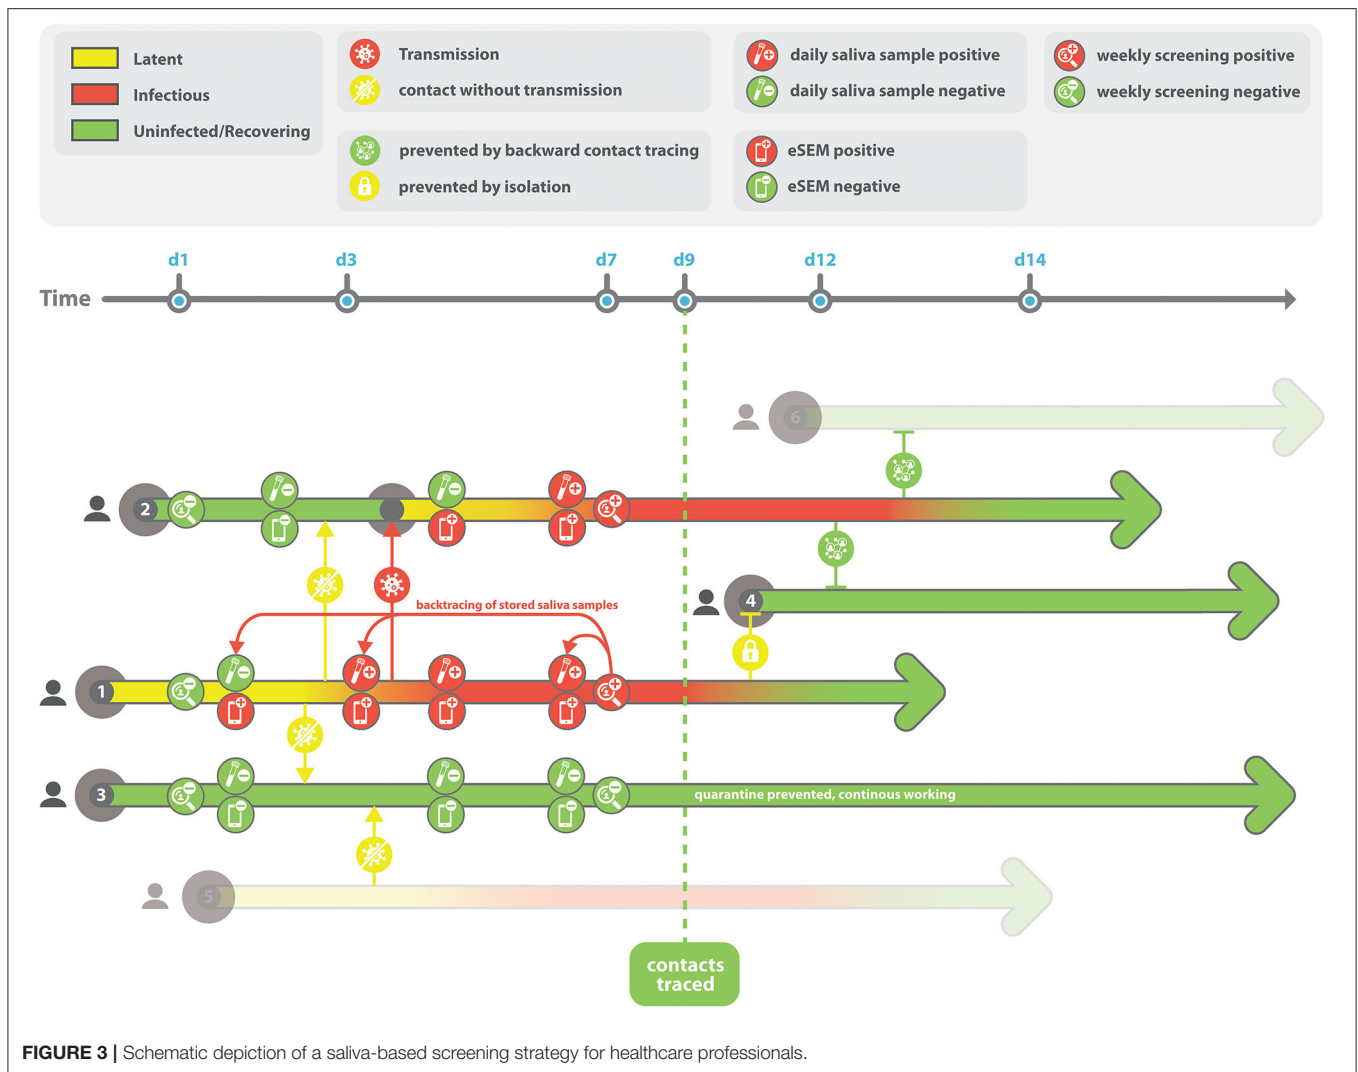 Latent
Infectious
Uninfected/Recovering
Transmission
contact without transmission
prevented by backward contact tracing
prevented by isolation
daily saliva sample positive
daily saliva sample negative
eSEM positive
eSEM negative
weekly screening positive
weekly screening negative
d1 d3 d7 d9 d12 d14
Time
6
2
backtracing of stored saliva samples
4
1
3
quarantine prevented, continous working
5
contacts
traced
FIGURE 3 | Schematic depiction of a saliva-based screening strategy for healthcare professionals.